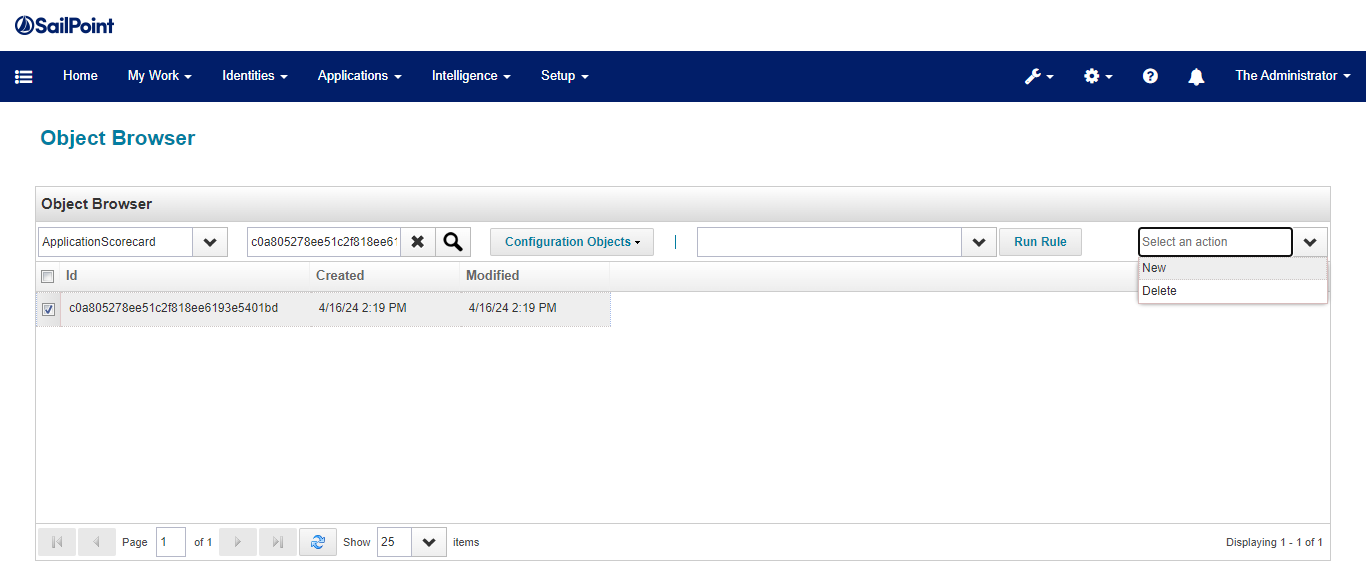 SailPoint
Home My Work Identities Applications Intelligence Setup The Administrator
Object Browser
Object Browser
ApplicationScorecard c0a805278ee51c2f818ee61 Configuration Objects | Run Rule Select an action
New
Delete
Id Created Modified
c0a805278ee51c2f818ee6193e5401bd 4/16/24 2:19 PM 4/16/24 2:19 PM
Page 1 of 1 Show 25 items Displaying 1 - 1 of 1